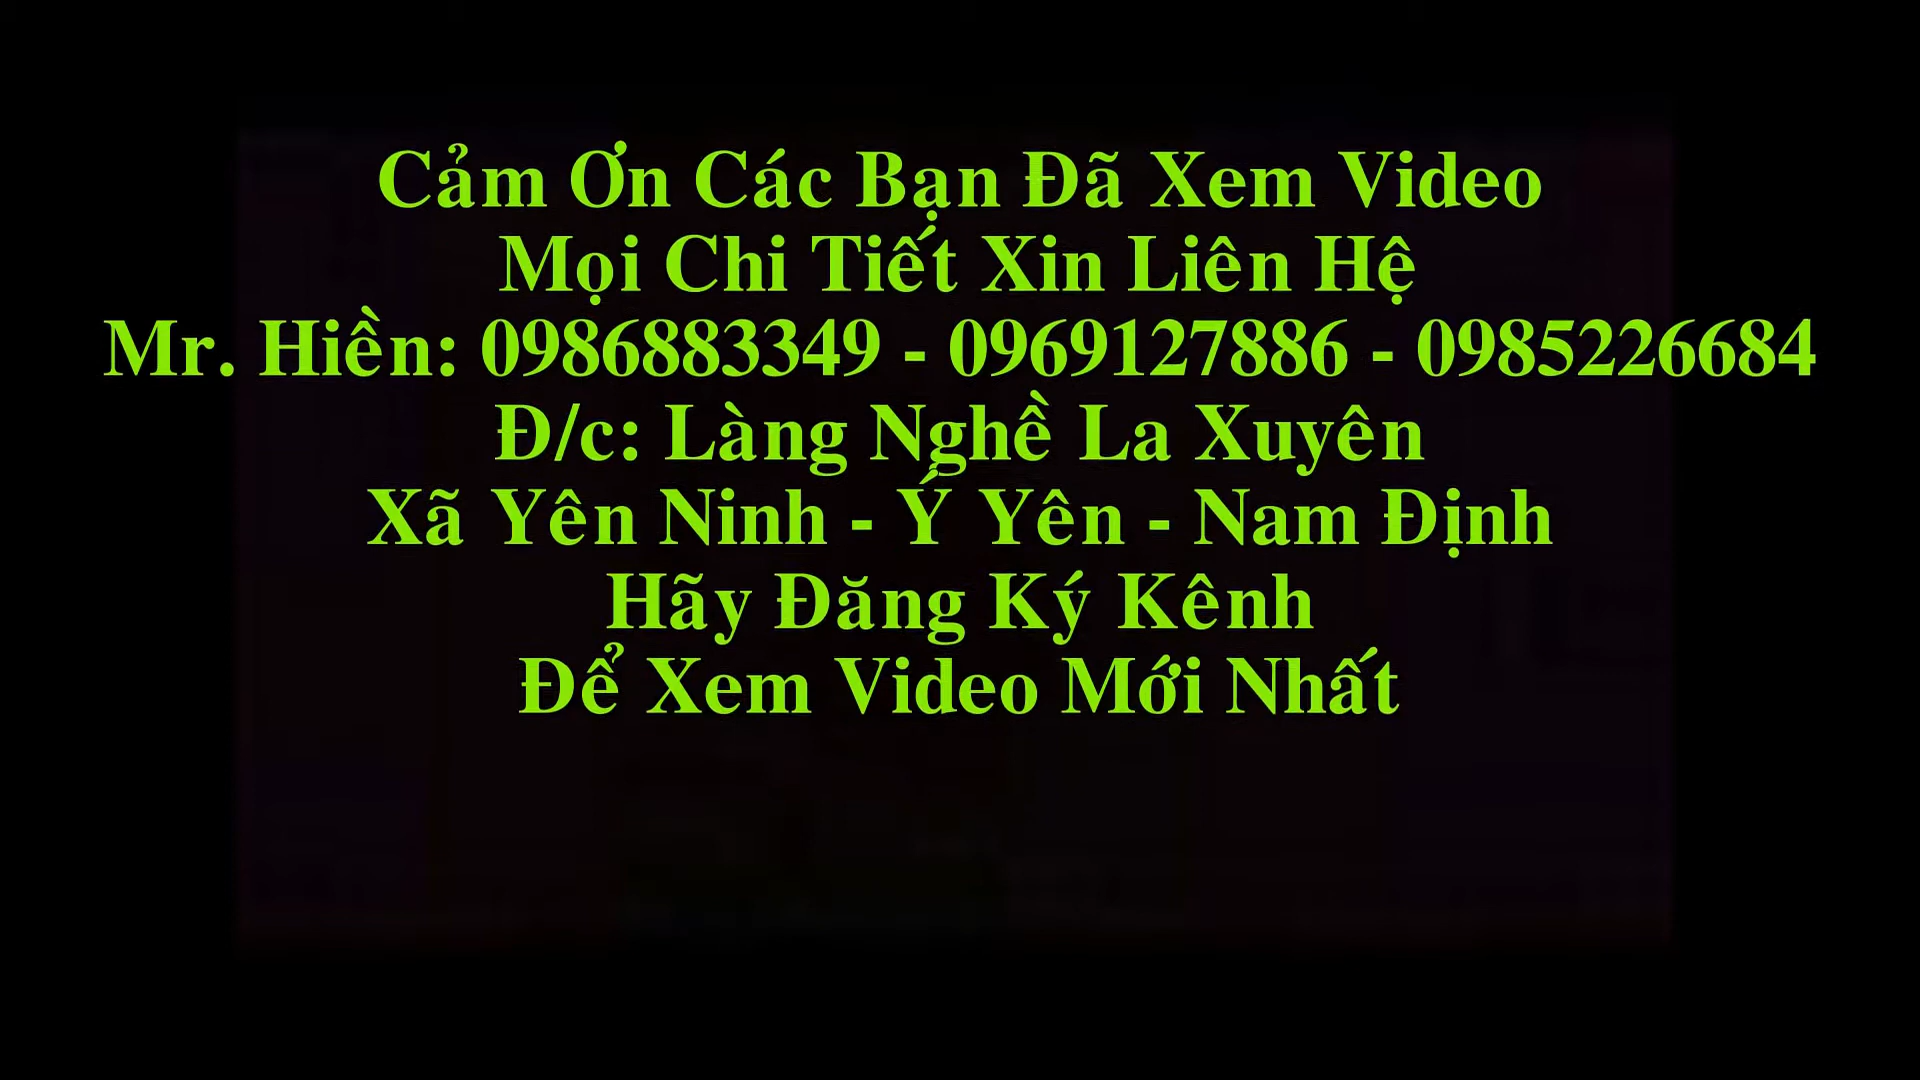 Cảm Ơn Các Bạn Đã Xem Video
Mọi Chi Tiết Xin Liên Hệ
Mr. Hiền: 0986883349 - 0969127886 - 0985226684
Đ/c: Làng Nghề La Xuyên
Xã Yên Ninh - Ý Yên - Nam Định
Hãy Đăng Ký Kênh
Để Xem Video Mới Nhất